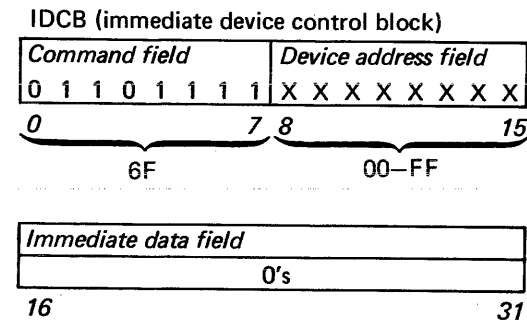 IDCB (immediate device control block)
Command field Device address field
0 1 1 0 1 1 1 1 X X X X X X X X
0 7 8 15
6F 00–FF
Immediate data field
0's
16 31